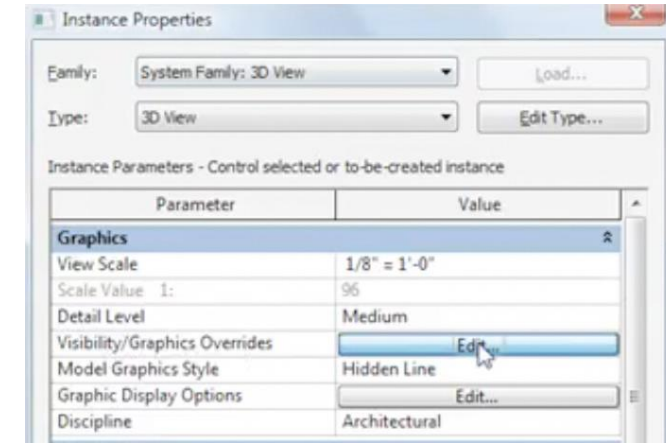 Instance Properties
Family: System Family: 3D View Load...
Type: 3D View Edit Type...
Instance Parameters - Control selected or to-be-created instance
Parameter Value
Graphics
View Scale 1/8" = 1'-0"
Scale Value 1: 96
Detail Level Medium
Visibility/Graphics Overrides Edit...
Model Graphics Style Hidden Line
Graphic Display Options Edit...
Discipline Architectural